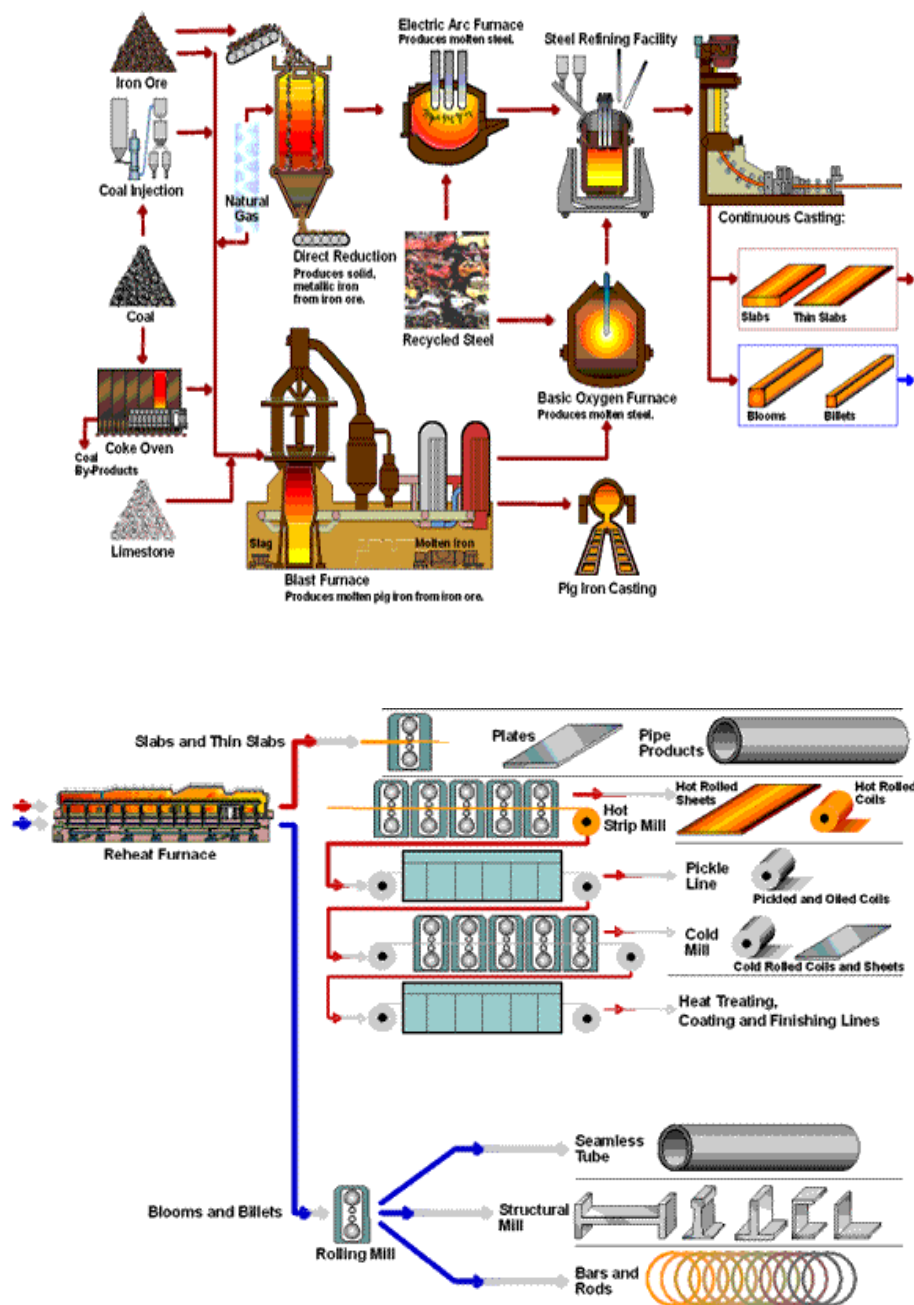 Electric Arc Furnace
Produces molten steel.
Steel Refining Facility
Iron Ore
Coal Injection
Natural
Gas
Continuous Casting:
Direct Reduction
Produces solid,
metallic iron
from iron ore.
Coal
Recycled Steel
Slabs
Thin Slabs
Basic Oxygen Furnace
Produces molten steel.
Blooms
Billets
Coke Oven
Coal
By-Products
Limestone
Slag
Molten Iron
Blast Furnace
Produces molten pig iron from iron ore.
Pig Iron Casting
Slabs and Thin Slabs
Plates
Pipe
Products
Reheat Furnace
Hot
Strip Mill
Hot Rolled
Sheets
Hot Rolled
Coils
Pickle
Line
Pickled and Oiled Coils
Cold
Mill
Cold Rolled Coils and Sheets
Heat Treating,
Coating and Finishing Lines
Seamless
Tube
Blooms and Billets
Rolling Mill
Structural
Mill
Bars and
Rods